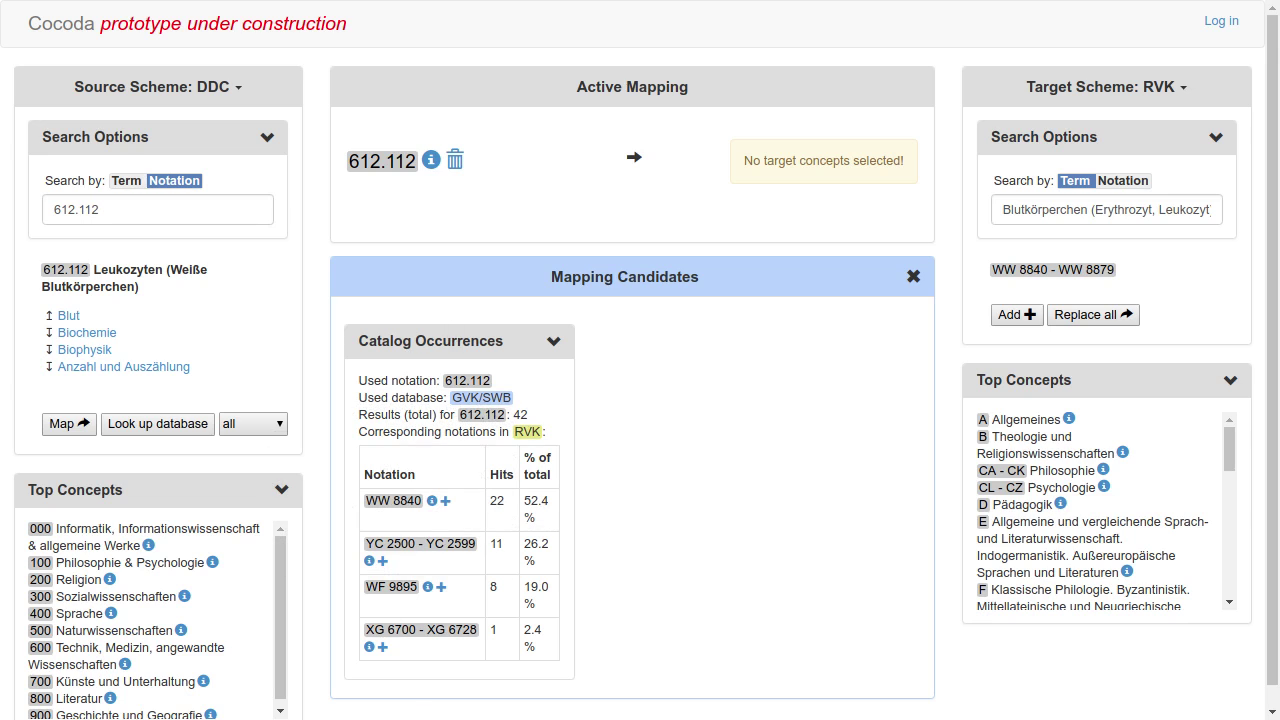 Cocoda prototype under construction
Log in
Source Scheme: DDC
Search Options
Search by: Term Notation
612.112
612.112 Leukozyten (Weiße
Blutkörperchen)
↥ Blut
↧ Biochemie
↧ Biophysik
↧ Anzahl und Auszählung
Map
Look up database
all
Top Concepts
000 Informatik, Informationswissenschaft
& allgemeine Werke
100 Philosophie & Psychologie
200 Religion
300 Sozialwissenschaften
400 Sprache
500 Naturwissenschaften
600 Technik, Medizin, angewandte
Wissenschaften
700 Künste und Unterhaltung
800 Literatur
900 Geschichte und Geografie
Active Mapping
612.112
No target concepts selected!
Mapping Candidates
Catalog Occurrences
Used notation: 612.112
Used database: GVK/SWB
Results (total) for 612.112: 42
Corresponding notations in RVK:
Notation Hits % of total
WW 8840 22 52.4 %
YC 2500 - YC 2599 11 26.2 %
WF 9895 8 19.0 %
XG 6700 - XG 6728 1 2.4 %
Target Scheme: RVK
Search Options
Search by: Term Notation
Blutkörperchen (Erythrozyt, Leukozyt
WW 8840 - WW 8879
Add
Replace all
Top Concepts
A Allgemeines
B Theologie und
Religionswissenschaften
CA - CK Philosophie
CL - CZ Psychologie
D Pädagogik
E Allgemeine und vergleichende Sprach-
und Literaturwissenschaft.
Indogermanistik. Außereuropäische
Sprachen und Literaturen
F Klassische Philologie. Byzantinistik.
Mittellateinische und Neugriechische